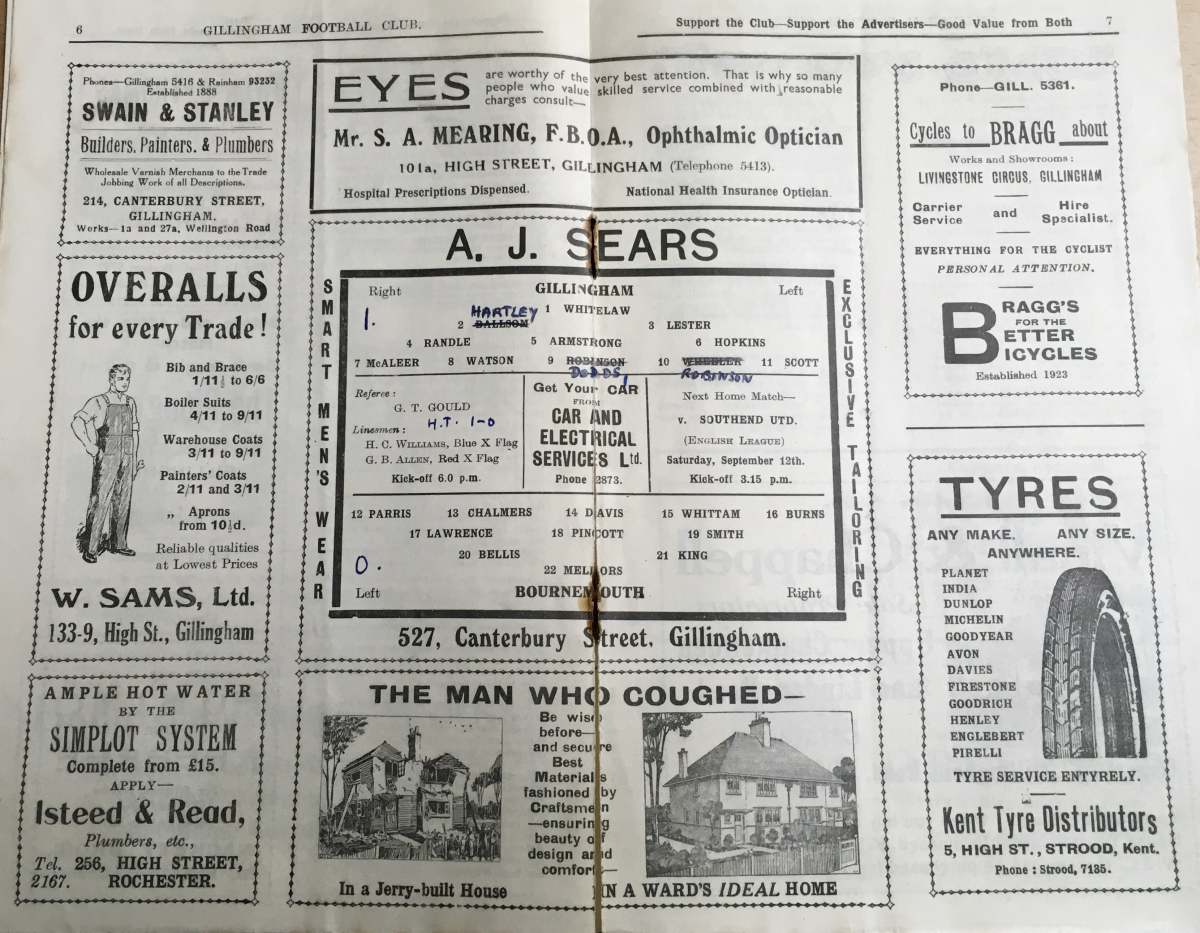 6
GILLINGHAM FOOTBALL CLUB.
Support the Club—Support the Advertisers—Good Value from Both 7
Phones—Gillingham 5416 & Rainham 93252
Established 1888
SWAIN & STANLEY
Builders, Painters, & Plumbers
Wholesale Varnish Merchants to the Trade
Jobbing Work of all Descriptions.
214, CANTERBURY STREET,
GILLINGHAM.
Works—1a and 27a, Wellington Road
OVERALLS
for every Trade!
Bib and Brace
1/11½ to 6/6
Boiler Suits
4/11 to 9/11
Warehouse Coats
3/11 to 9/11
Painters' Coats
2/11 and 3/11
„ Aprons
from 10½d.
Reliable qualities
at Lowest Prices
W. SAMS, Ltd.
133-9, High St., Gillingham
AMPLE HOT WATER
BY THE
SIMPLOT SYSTEM
Complete from £15.
APPLY—
Isteed & Read,
Plumbers, etc.,
Tel. 256, HIGH STREET,
2167. ROCHESTER.
EYES
are worthy of the very best attention. That is why so many
people who value skilled service combined with reasonable
charges consult—
Mr. S. A. MEARING, F.B.O.A., Ophthalmic Optician
101a, HIGH STREET, GILLINGHAM (Telephone 5413).
Hospital Prescriptions Dispensed. National Health Insurance Optician.
A. J. SEARS
SMART MEN'S WEAR
EXCLUSIVE TAILORING
Right GILLINGHAM Left
1. HARTLEY 1 WHITELAW
2 DALLSOM 3 LESTER
4 RANDLE 5 ARMSTRONG 6 HOPKINS
7 McALEER 8 WATSON 9 ROBINSON 10 WHEELER 11 SCOTT
DODDS, ROBINSON
Referee:
G. T. GOULD
H.T. 1-0
Linesmen:
H. C. WILLIAMS, Blue X Flag
G. B. ALLEN, Red X Flag
Kick-off 6.0 p.m.
Get Your CAR
FROM
CAR AND
ELECTRICAL
SERVICES Ltd.
Phone 2873.
Next Home Match—
v. SOUTHEND UTD.
(ENGLISH LEAGUE)
Saturday, September 12th.
Kick-off 3.15 p.m.
12 PARRIS 13 CHALMERS 14 DAVIS 15 WHITTAM 16 BURNS
17 LAWRENCE 18 PINCOTT 19 SMITH
20 BELLIS 21 KING
0. 22 MELLORS
Left BOURNEMOUTH Right
527, Canterbury Street, Gillingham.
THE MAN WHO COUGHED—
Be wise
before—
and secure
Best
Materials
fashioned by
Craftsmen
—ensuring
beauty of
design and
comfort—
In a Jerry-built House
IN A WARD'S IDEAL HOME
Phone—GILL. 5361.
Cycles to BRAGG about
Works and Showrooms:
LIVINGSTONE CIRCUS, GILLINGHAM
Carrier Service and Hire Specialist.
EVERYTHING FOR THE CYCLIST
PERSONAL ATTENTION.
BRAGG'S
FOR THE
BETTER
BICYCLES
Established 1923
TYRES
ANY MAKE. ANY SIZE.
ANYWHERE.
PLANET
INDIA
DUNLOP
MICHELIN
GOODYEAR
AVON
DAVIES
FIRESTONE
GOODRICH
HENLEY
ENGLEBERT
PIRELLI
TYRE SERVICE ENTYRELY.
Kent Tyre Distributors
5, HIGH ST., STROOD, Kent.
Phone: Strood, 7135.